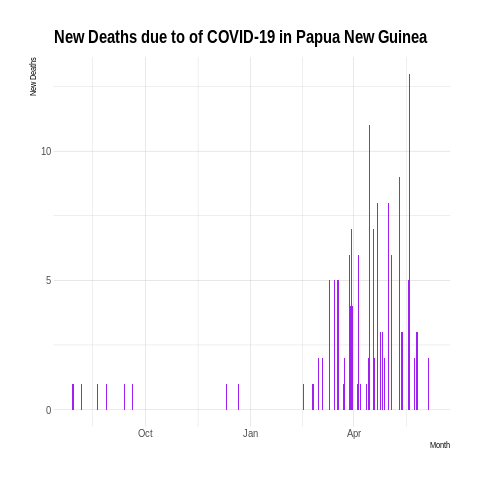 New Deaths due to of COVID-19 in Papua New Guinea
New Deaths
10
5
0
Oct Jan Apr
Month